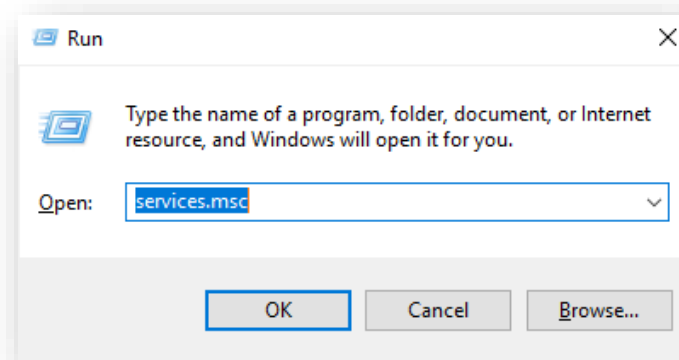 Run
Type the name of a program, folder, document, or Internet
resource, and Windows will open it for you.
Open: services.msc
OK Cancel Browse...